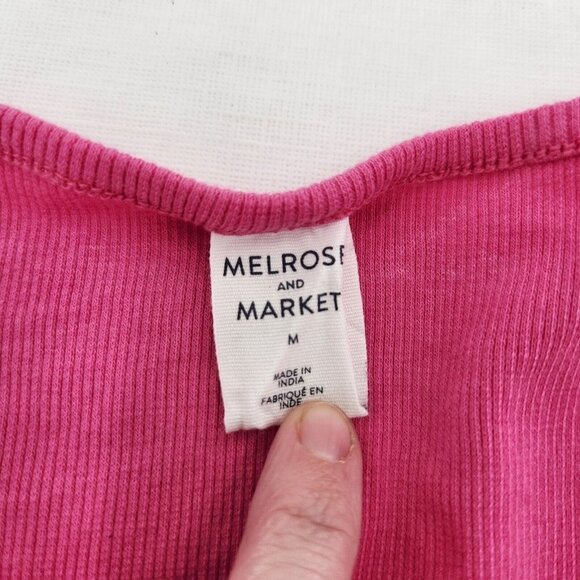 MELROSE
AND
MARKET
M
MADE IN
INDIA
FABRIQUÉ EN
INDE